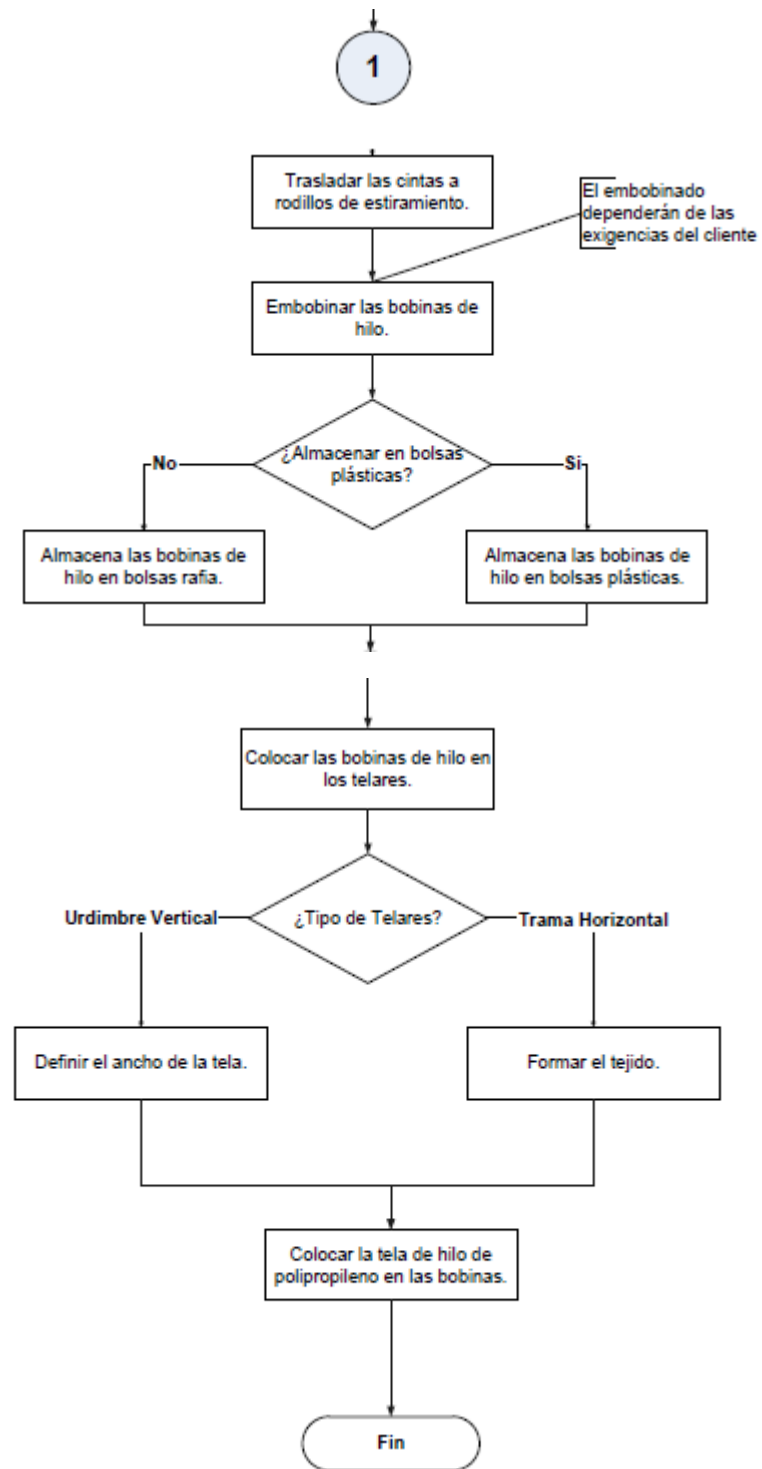 1
Trasladar las cintas a
rodillos de estiramiento.
El embobinado
dependerán de las
exigencias del cliente
Embobinar las bobinas de
hilo.
¿Almacenar en bolsas
plásticas?
No
Si
Almacena las bobinas de
hilo en bolsas rafia.
Almacena las bobinas de
hilo en bolsas plásticas.
Colocar las bobinas de hilo en
los telares.
Urdimbre Vertical
¿Tipo de Telares?
Trama Horizontal
Definir el ancho de la tela.
Formar el tejido.
Colocar la tela de hilo de
polipropileno en las bobinas.
Fin